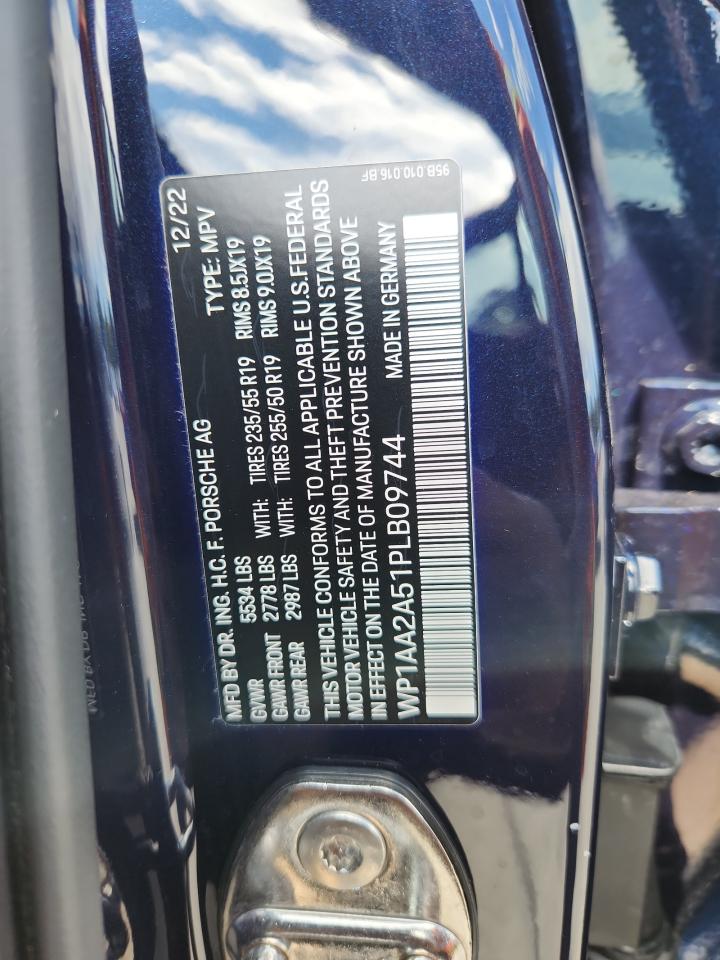 12/22
MFD BY DR. ING. H.C. F. PORSCHE AG TYPE: MPV
GVWR 5534 LBS
GAWR FRONT 2778 LBS WITH: TIRES 235/55 R19 RIMS 8.5JX19
GAWR REAR 2987 LBS WITH: TIRES 255/50 R19 RIMS 9.0JX19
THIS VEHICLE CONFORMS TO ALL APPLICABLE U.S.FEDERAL
MOTOR VEHICLE SAFETY AND THEFT PREVENTION STANDARDS
IN EFFECT ON THE DATE OF MANUFACTURE SHOWN ABOVE
WP1AA2A51PLB09744 MADE IN GERMANY
95B.010.016.BF